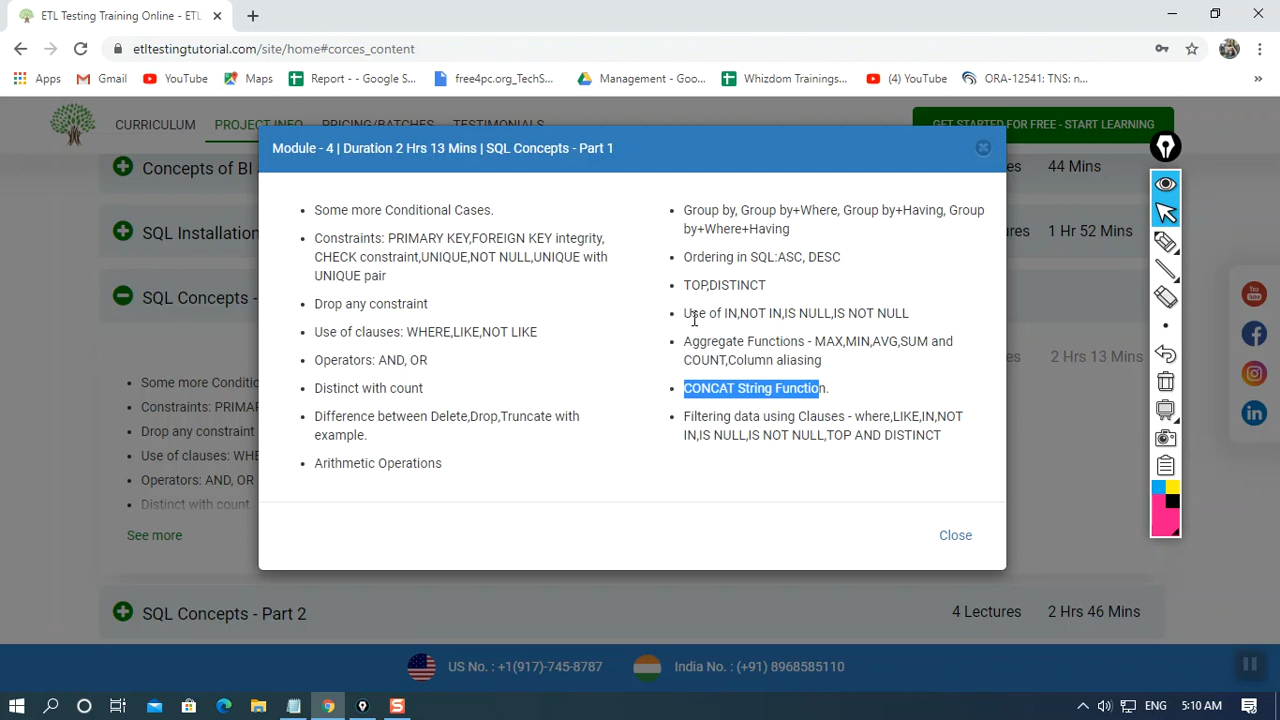 ETL Testing Training Online - ETL
etltestingtutorial.com/site/home#corces_content
Apps
Gmail
YouTube
Maps
Report - - Google S...
free4pc.org_TechS...
Management - Goo...
Whizdom Trainings...
(4) YouTube
ORA-12541: TNS: n...
»
CURRICULUM
PROJECT INFO
PRICING/BATCHES
TESTIMONIALS
GET STARTED FOR FREE - START LEARNING
Module - 4 | Duration 2 Hrs 13 Mins | SQL Concepts - Part 1
Some more Conditional Cases.
Constraints: PRIMARY KEY,FOREIGN KEY integrity,
CHECK constraint,UNIQUE,NOT NULL,UNIQUE with
UNIQUE pair
Drop any constraint
Use of clauses: WHERE,LIKE,NOT LIKE
Operators: AND, OR
Distinct with count
Difference between Delete,Drop,Truncate with
example.
Arithmetic Operations
Group by, Group by+Where, Group by+Having, Group
by+Where+Having
Ordering in SQL:ASC, DESC
TOP,DISTINCT
Use of IN,NOT IN,IS NULL,IS NOT NULL
Aggregate Functions - MAX,MIN,AVG,SUM and
COUNT,Column aliasing
CONCAT String Function.
Filtering data using Clauses - where,LIKE,IN,NOT
IN,IS NULL,IS NOT NULL,TOP AND DISTINCT
Close
Concepts of BI
44 Mins
SQL Installation
1 Hr 52 Mins
SQL Concepts -
2 Hrs 13 Mins
Some more Conditio
Constraints: PRIMAR
Drop any constraint
Use of clauses: WHE
Operators: AND, OR
Distinct with count
See more
SQL Concepts - Part 2
4 Lectures
2 Hrs 46 Mins
US No. : +1(917)-745-8787
India No. : (+91) 8968585110
You
Tube
ENG
5:10 AM